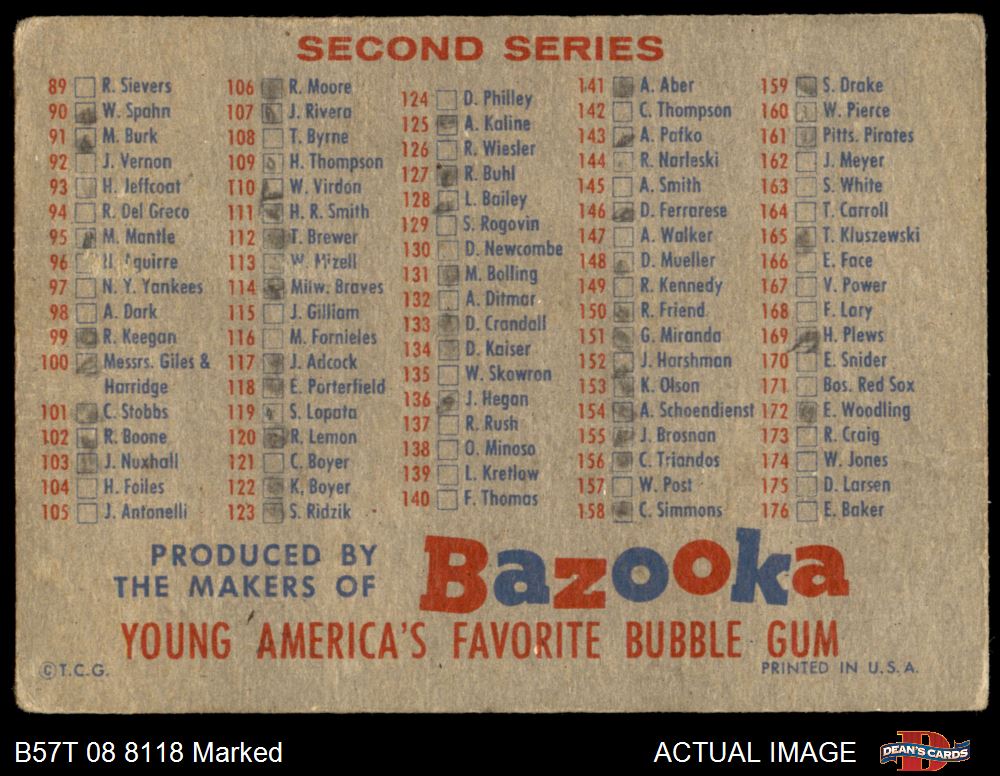 SECOND SERIES
89 R. Sievers
90 W. Spahn
91 M. Burk
92 J. Vernon
93 H. Jeffcoat
94 R. Del Greco
95 M. Mantle
96 H. Aguirre
97 N. Y. Yankees
98 A. Dark
99 R. Keegan
100 Messrs. Giles &
Harridge
101 C. Stobbs
102 R. Boone
103 J. Nuxhall
104 H. Foiles
105 J. Antonelli
106 R. Moore
107 J. Rivera
108 T. Byrne
109 H. Thompson
110 W. Virdon
111 H. R. Smith
112 T. Brewer
113 W. Mizell
114 Milw. Braves
115 J. Gilliam
116 M. Fornieles
117 J. Adcock
118 E. Porterfield
119 S. Lopata
120 R. Lemon
121 C. Boyer
122 K. Boyer
123 S. Ridzik
124 D. Philley
125 A. Kaline
126 R. Wiesler
127 R. Buhl
128 L. Bailey
129 S. Rogovin
130 D. Newcombe
131 M. Bolling
132 A. Ditmar
133 D. Crandall
134 D. Kaiser
135 W. Skowron
136 J. Hegan
137 R. Rush
138 O. Minoso
139 L. Kretlow
140 F. Thomas
141 A. Aber
142 C. Thompson
143 A. Pafko
144 R. Narleski
145 A. Smith
146 D. Ferrarese
147 A. Walker
148 D. Mueller
149 R. Kennedy
150 R. Friend
151 G. Miranda
152 J. Harshman
153 K. Olson
154 A. Schoendienst
155 J. Brosnan
156 C. Triandos
157 W. Post
158 C. Simmons
159 S. Drake
160 W. Pierce
161 Pitts. Pirates
162 J. Meyer
163 S. White
164 T. Carroll
165 T. Kluszewski
166 E. Face
167 V. Power
168 F. Lary
169 H. Plews
170 E. Snider
171 Bos. Red Sox
172 E. Woodling
173 R. Craig
174 W. Jones
175 D. Larsen
176 E. Baker
PRODUCED BY
THE MAKERS OF
Bazooka
YOUNG AMERICA'S FAVORITE BUBBLE GUM
©T.C.G.
PRINTED IN U.S.A.
B57T 08 8118 Marked
ACTUAL IMAGE
DEAN'S CARDS